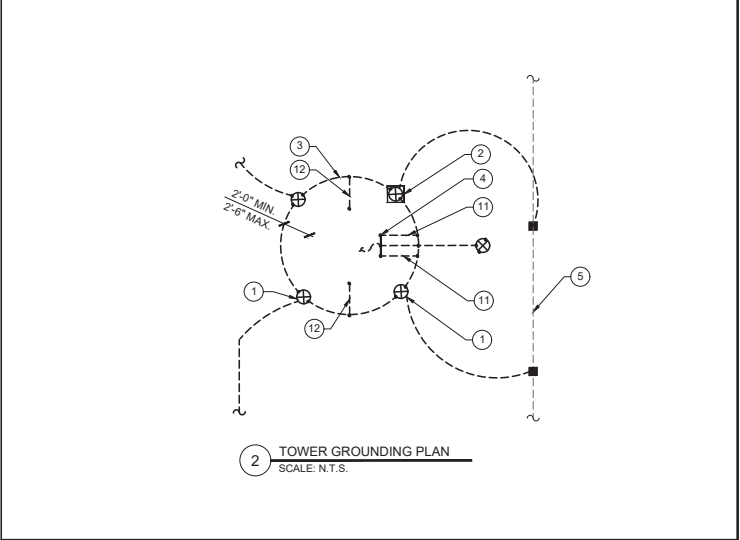 3
12
2
4
11
2'-0" MIN.
2'-6" MAX.
5
1
11
12
1
2 TOWER GROUNDING PLAN
SCALE: N.T.S.